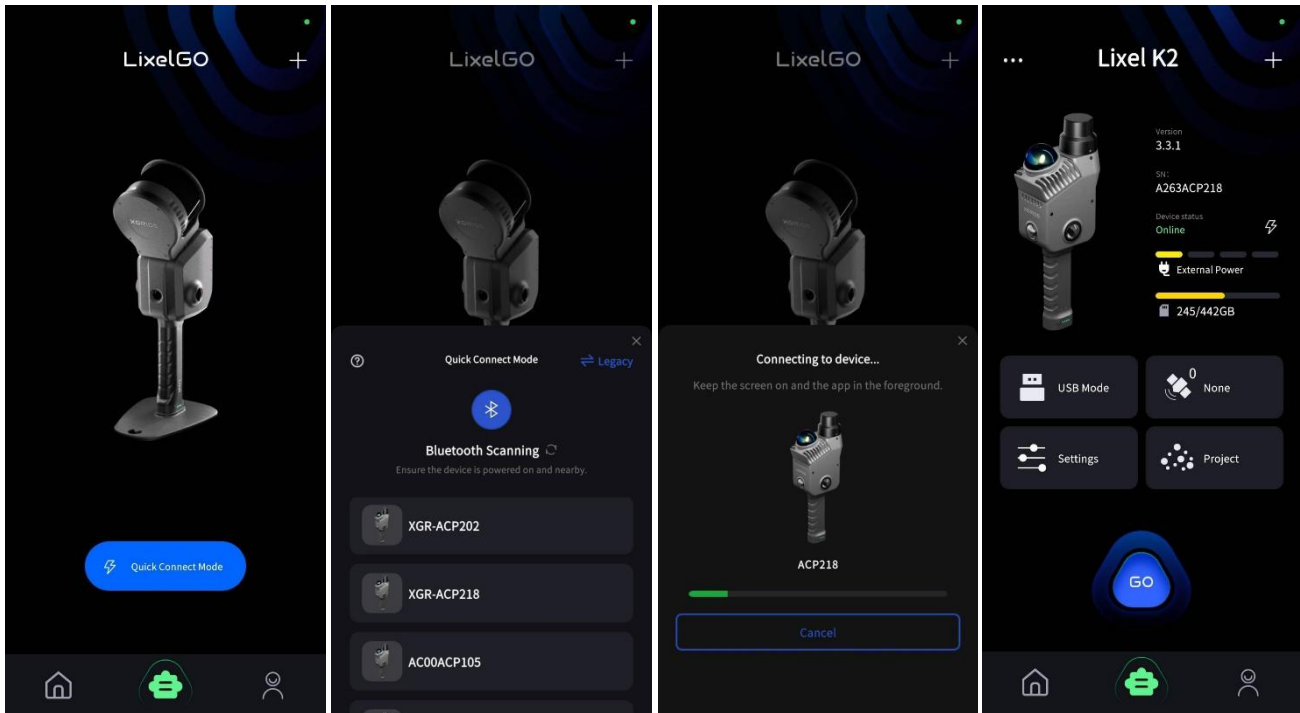 LixelGO
Quick Connect Mode
LixelGO
Quick Connect Mode
Legacy
Bluetooth Scanning
Ensure the device is powered on and nearby.
XGR-ACP202
XGR-ACP218
AC00ACP105
LixelGO
Connecting to device...
Keep the screen on and the app in the foreground.
ACP218
Cancel
Lixel K2
Version
3.3.1
SN:
A263ACP218
Device status
Online
External Power
245/442GB
USB Mode
0
None
Settings
Project
GO